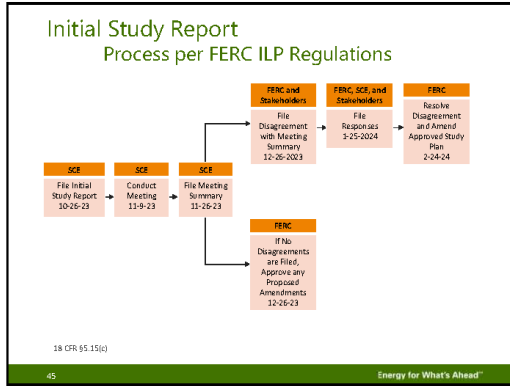 Initial Study Report
Process per FERC ILP Regulations
SCE
File Initial
Study Report
10-26-23
SCE
Conduct
Meeting
11-9-23
SCE
File Meeting
Summary
11-26-23
FERC and
Stakeholders
File
Disagreement
with Meeting
Summary
12-26-2023
FERC, SCE, and
Stakeholders
File
Responses
1-25-2024
FERC
Resolve
Disagreement
and Amend
Approved Study
Plan
2-24-24
FERC
If No
Disagreements
are Filed,
Approve any
Proposed
Amendments
12-26-23
18 CFR §5.15(c)
45
Energy for What's Ahead℠